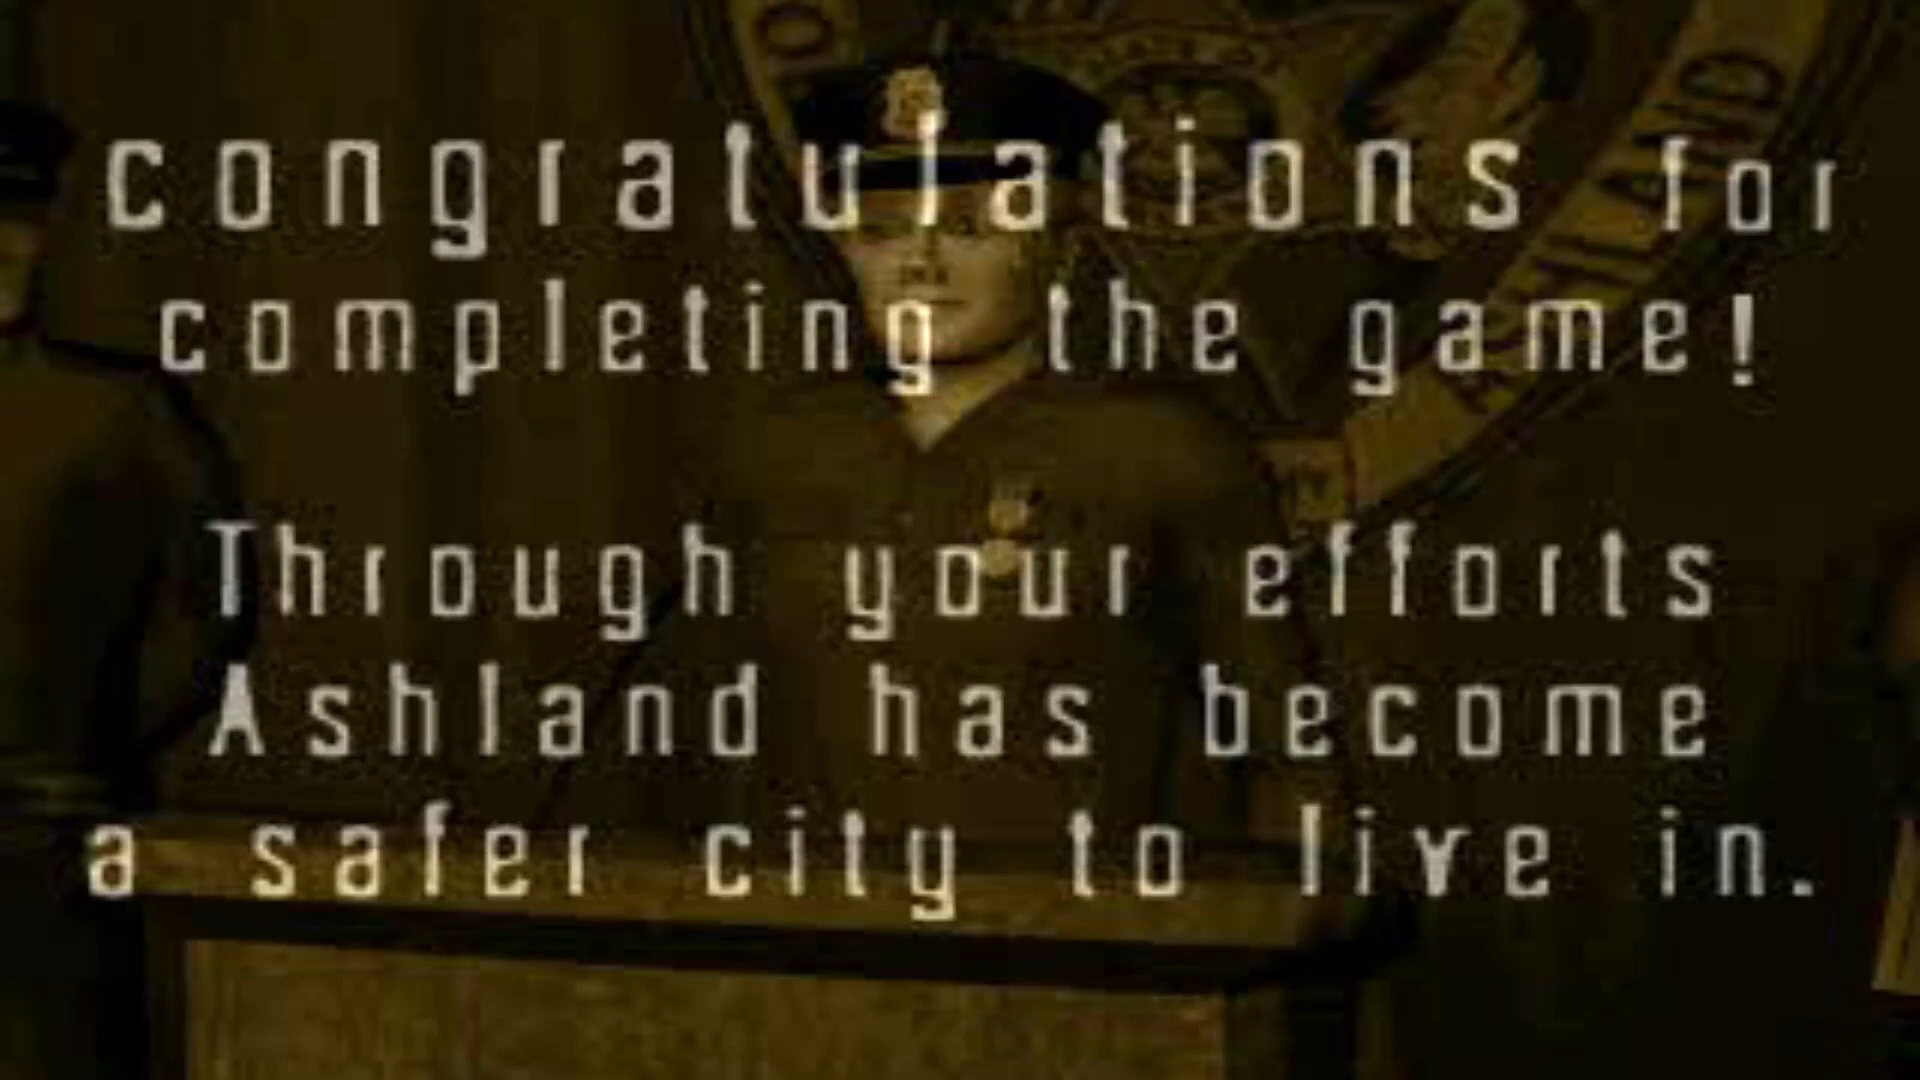 congratulations for
completing the game!
Through your efforts
Ashland has become
a safer city to live in.